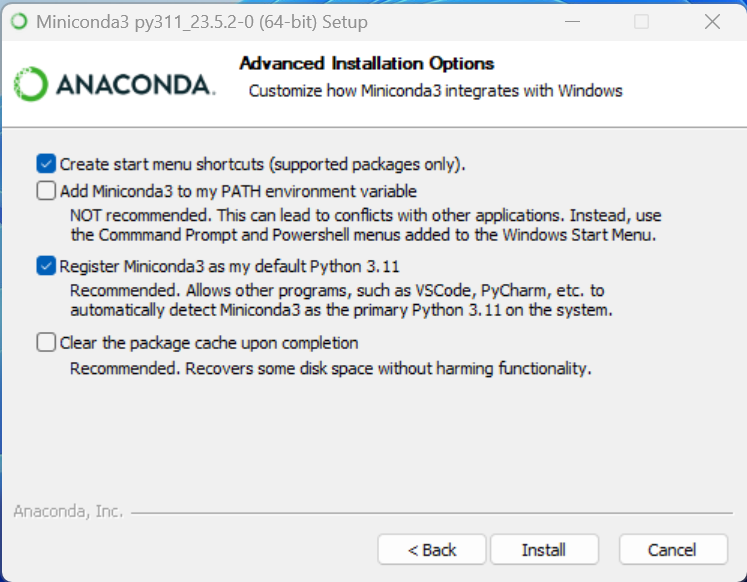 Miniconda3 py311_23.5.2-0 (64-bit) Setup
ANACONDA.
Advanced Installation Options
Customize how Miniconda3 integrates with Windows
Create start menu shortcuts (supported packages only).
Add Miniconda3 to my PATH environment variable
NOT recommended. This can lead to conflicts with other applications. Instead, use
the Commmand Prompt and Powershell menus added to the Windows Start Menu.
Register Miniconda3 as my default Python 3.11
Recommended. Allows other programs, such as VSCode, PyCharm, etc. to
automatically detect Miniconda3 as the primary Python 3.11 on the system.
Clear the package cache upon completion
Recommended. Recovers some disk space without harming functionality.
Anaconda, Inc.
< Back
Install
Cancel